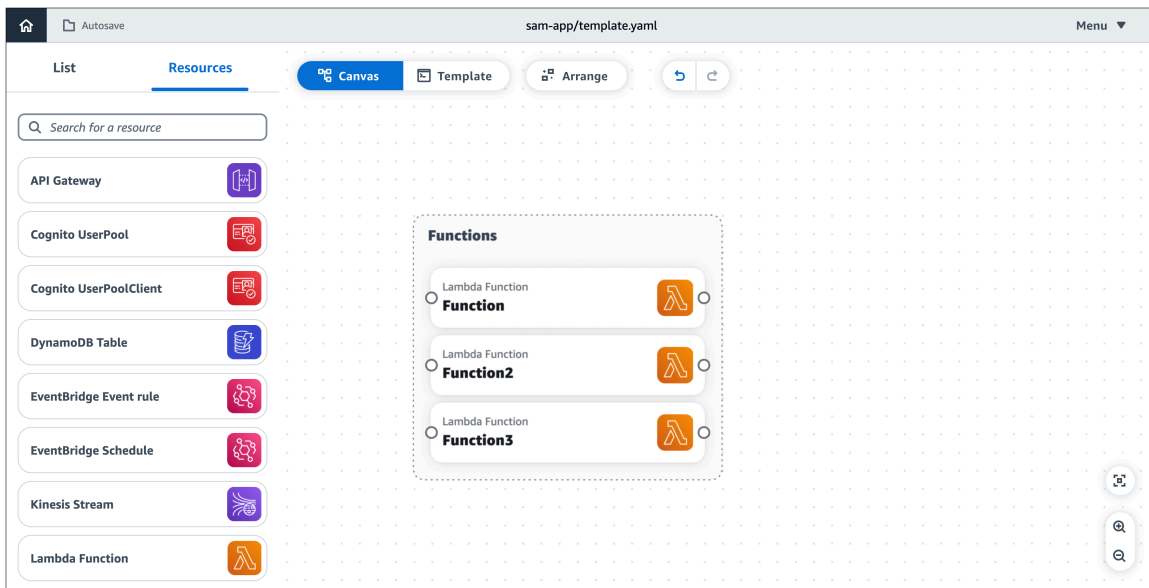 Autosave
sam-app/template.yaml
Menu
List
Resources
Canvas
Template
Arrange
Search for a resource
API Gateway
Cognito UserPool
Cognito UserPoolClient
DynamoDB Table
EventBridge Event rule
EventBridge Schedule
Kinesis Stream
Lambda Function
Functions
Lambda Function
Function
Lambda Function
Function2
Lambda Function
Function3